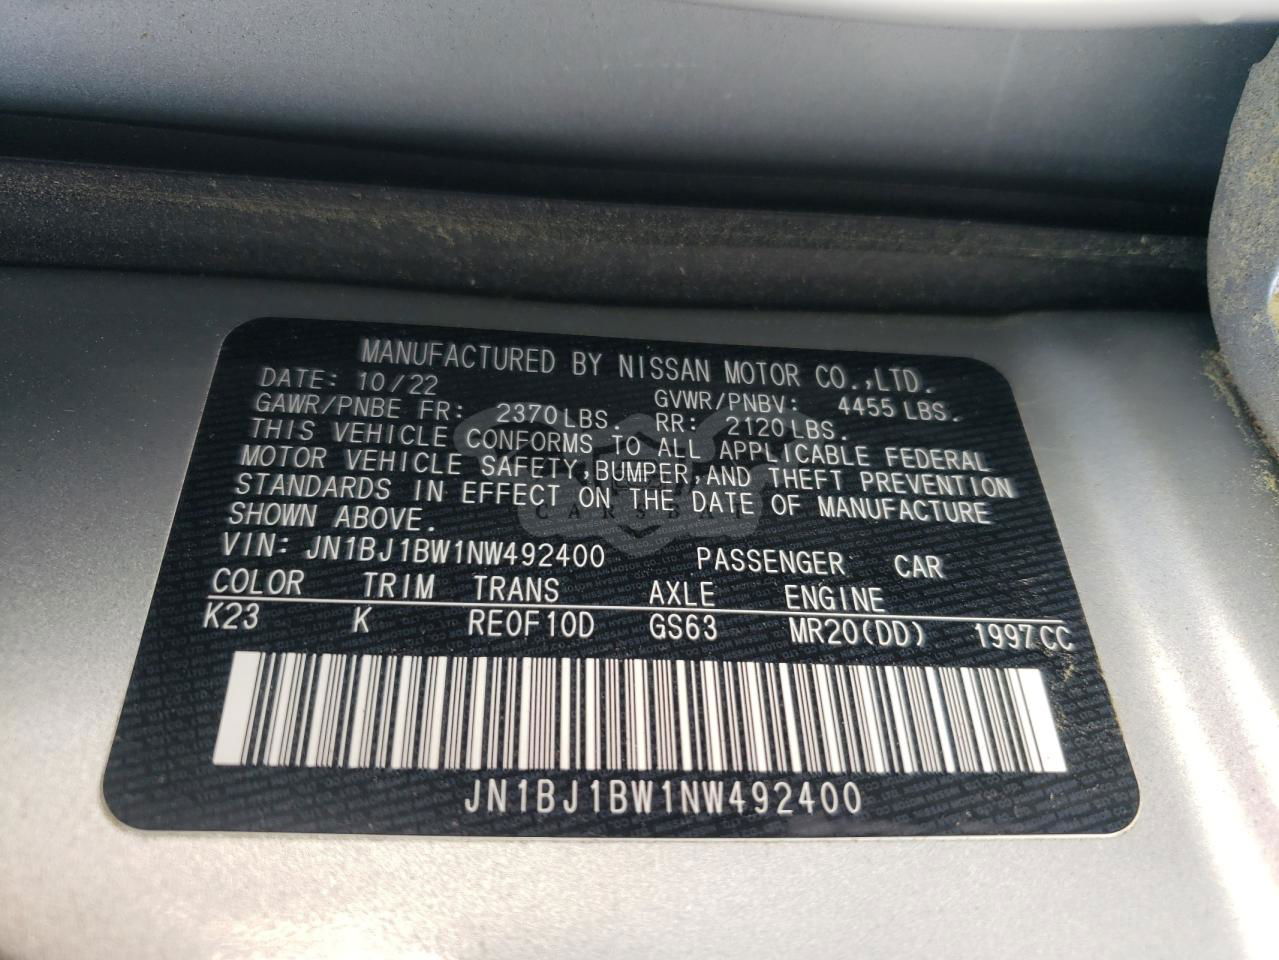 MANUFACTURED BY NISSAN MOTOR CO.,LTD.
DATE: 10/22 GVWR/PNBV: 4455 LBS.
GAWR/PNBE FR: 2370 LBS. RR: 2120 LBS.
THIS VEHICLE CONFORMS TO ALL APPLICABLE FEDERAL
MOTOR VEHICLE SAFETY,BUMPER,AND THEFT PREVENTION
STANDARDS IN EFFECT ON THE DATE OF MANUFACTURE
SHOWN ABOVE.
VIN: JN1BJ1BW1NW492400 PASSENGER CAR
COLOR TRIM TRANS AXLE ENGINE
K23 K RE0F10D GS63 MR20(DD) 1997CC
JN1BJ1BW1NW492400